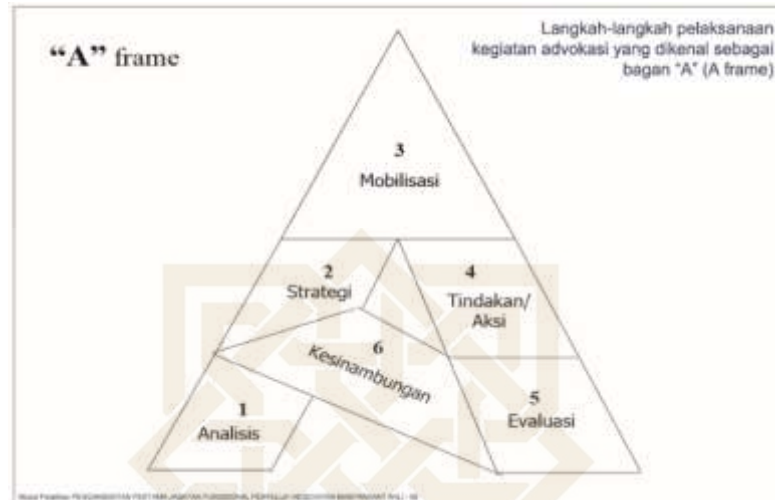 “A” frame
Langkah-langkah pelaksanaan
kegiatan advokasi yang dikenal sebagai
bagan “A” (A frame)
3
Mobilisasi
2
Strategi
4
Tindakan/
Aksi
6
Kesinambungan
1
Analisis
5
Evaluasi